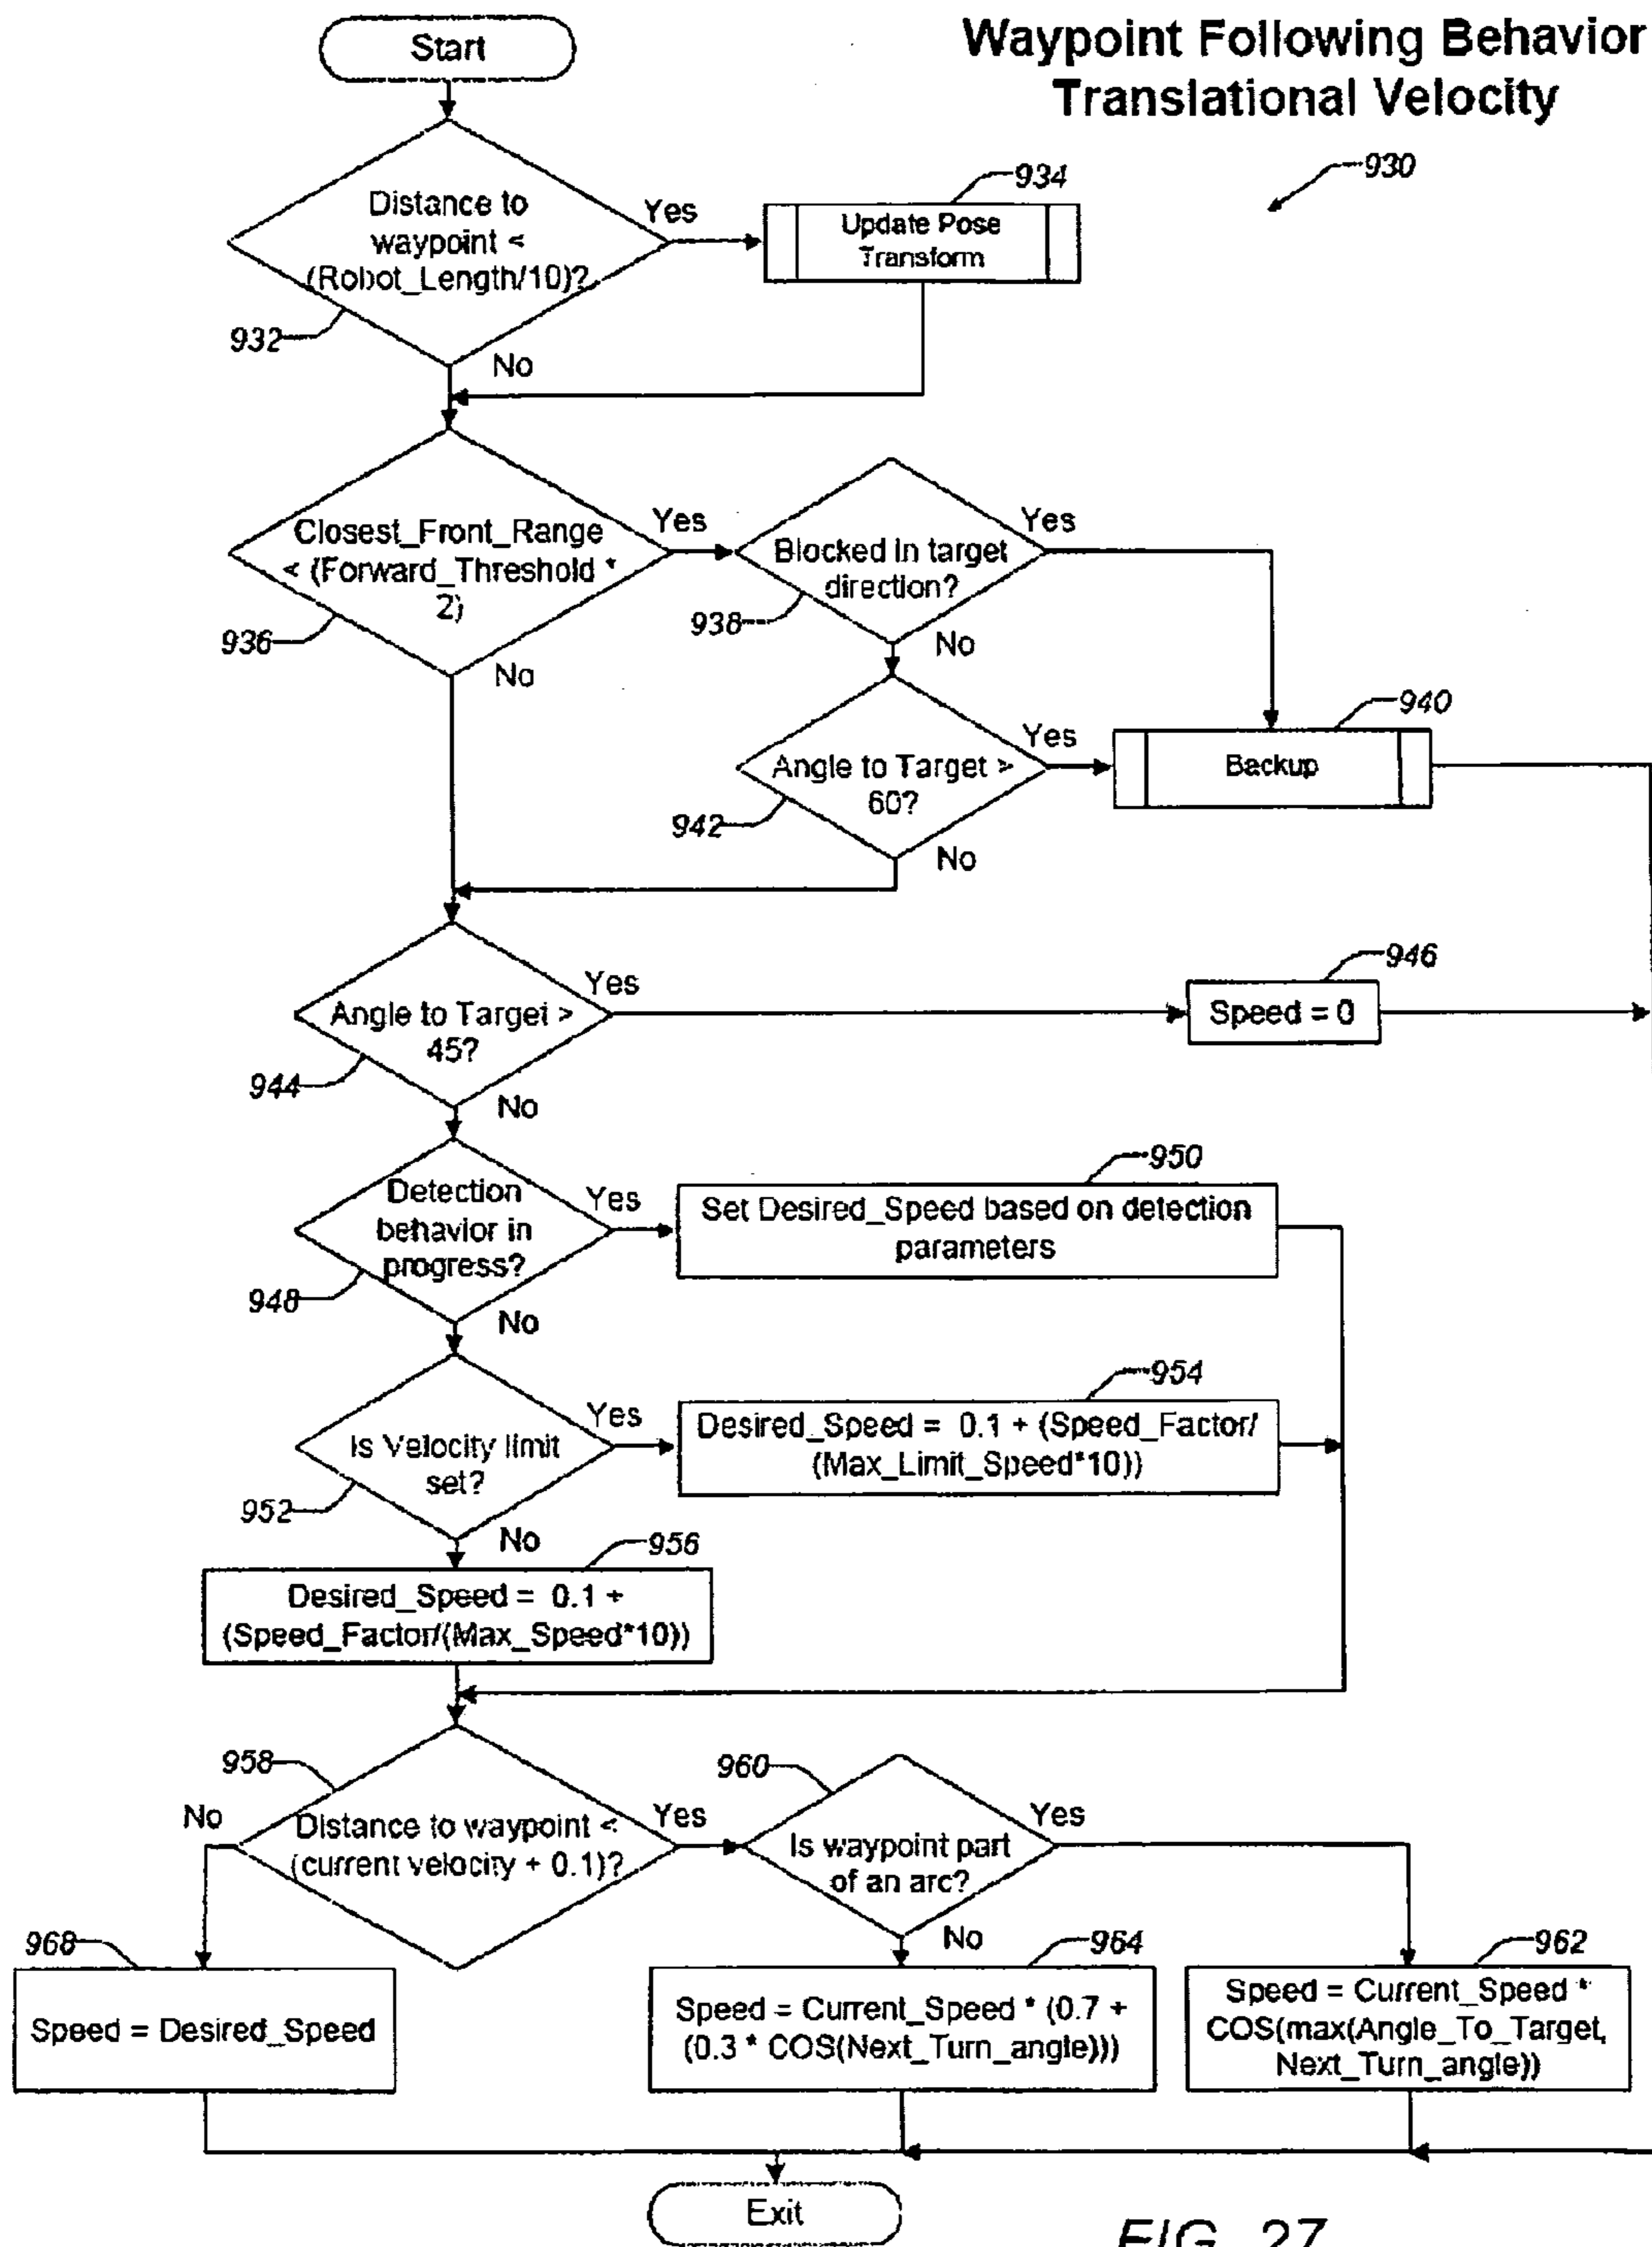 Waypoint Following Behavior
Translational Velocity
930
Start
Distance to
waypoint <
(Robot_Length/10)?
932
Yes
No
934
Update Pose
Transform
Closest_Front_Range
< (Forward_Threshold *
2)
936
Yes
No
Blocked in target
direction?
938
Yes
No
940
Backup
Angle to Target >
60?
942
Yes
No
Angle to Target >
45?
944
Yes
No
946
Speed = 0
Detection
behavior in
progress?
948
Yes
No
950
Set Desired_Speed based on detection
parameters
Is Velocity limit
set?
952
Yes
No
954
Desired_Speed = 0.1 + (Speed_Factor/
(Max_Limit_Speed*10))
956
Desired_Speed = 0.1 +
(Speed_Factor/(Max_Speed*10))
958
Distance to waypoint <
(current velocity + 0.1)?
No
Yes
960
Is waypoint part
of an arc?
Yes
No
968
Speed = Desired_Speed
964
Speed = Current_Speed * (0.7 +
(0.3 * COS(Next_Turn_angle)))
962
Speed = Current_Speed *
COS(max(Angle_To_Target,
Next_Turn_angle))
Exit
FIG. 27